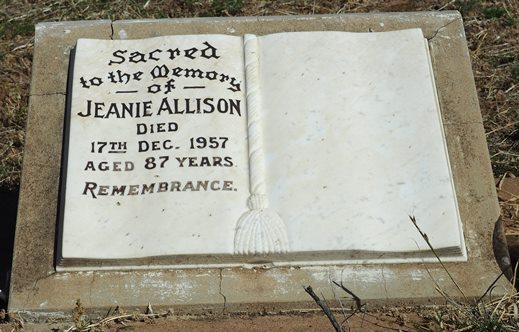 Sacred
to the Memory
of
JEANIE ALLISON
DIED
17TH DEC. 1957
AGED 87 YEARS.
REMEMBRANCE.